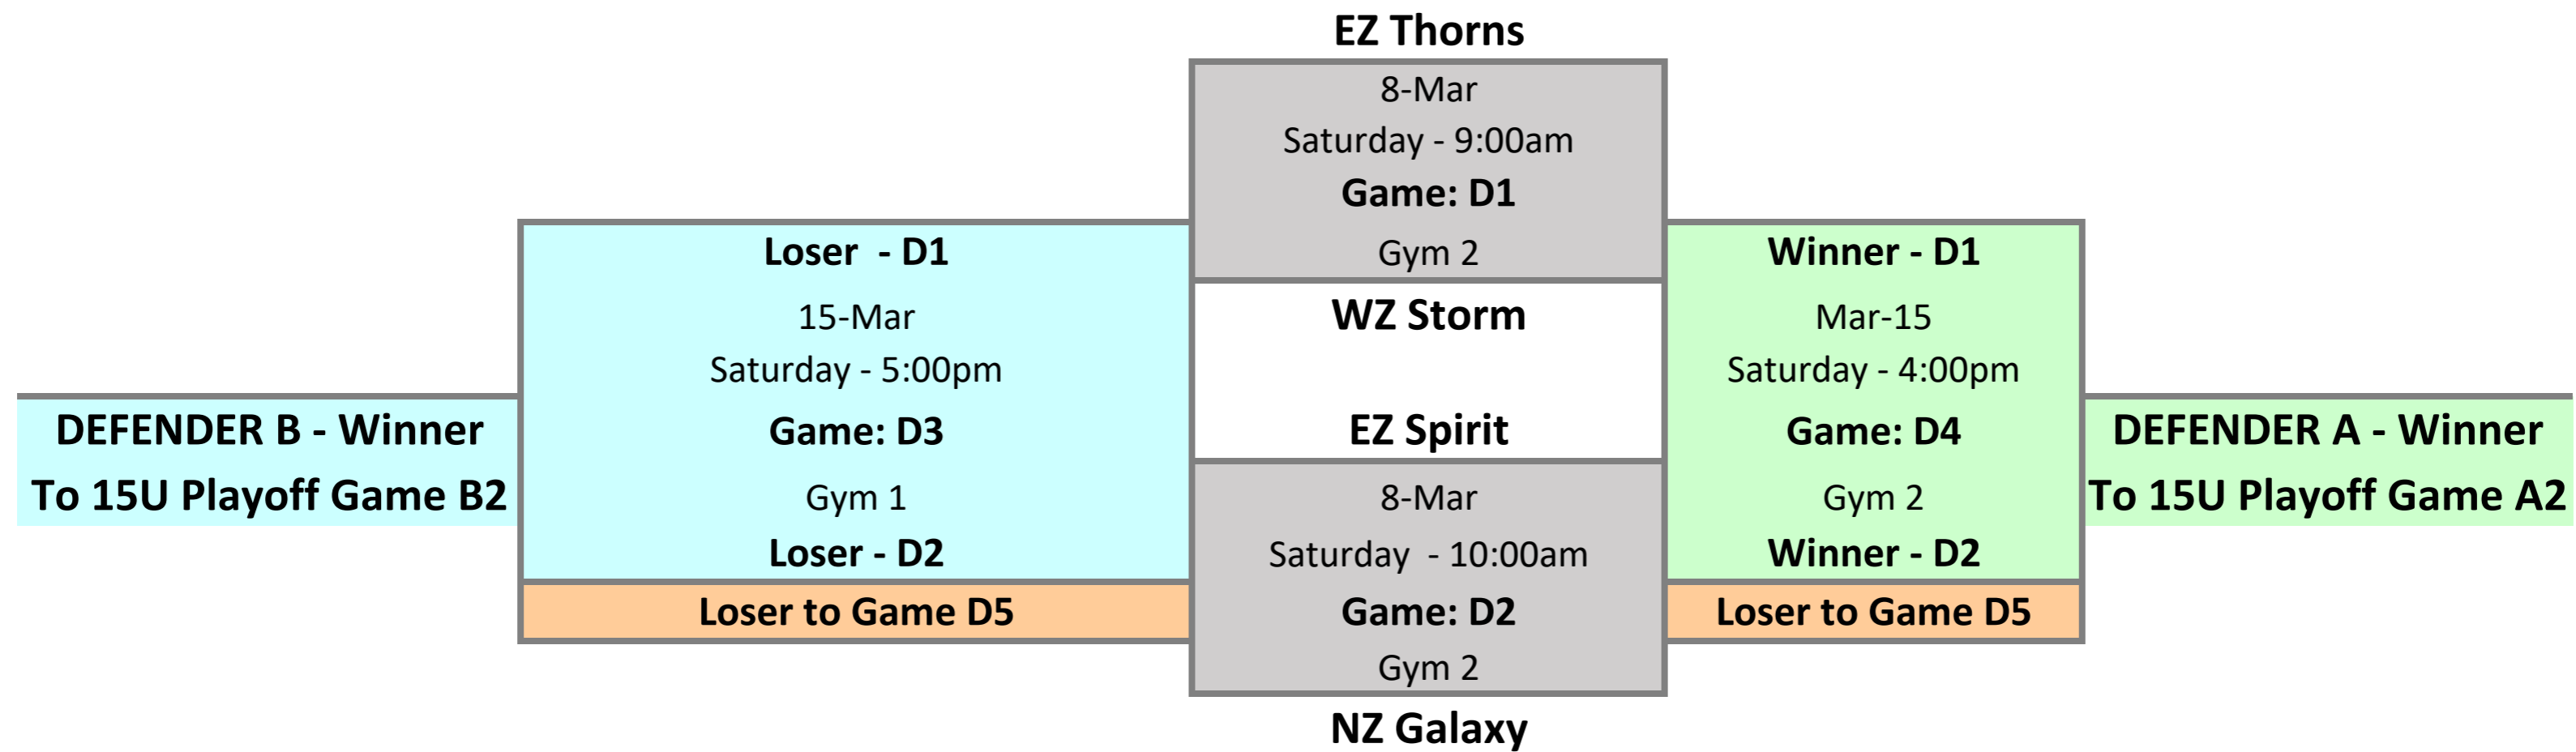 EZ Thorns
8-Mar
Saturday - 9:00am
Game: D1
Gym 2
WZ Storm
EZ Spirit
8-Mar
Saturday  - 10:00am
Game: D2
Gym 2
NZ Galaxy
Loser  - D1
15-Mar
Saturday - 5:00pm
Game: D3
Gym 1
Loser - D2
Loser to Game D5
DEFENDER B - Winner
To 15U Playoff Game B2
Winner - D1
Mar-15
Saturday - 4:00pm
Game: D4
Gym 2
Winner - D2
Loser to Game D5
DEFENDER A - Winner
To 15U Playoff Game A2